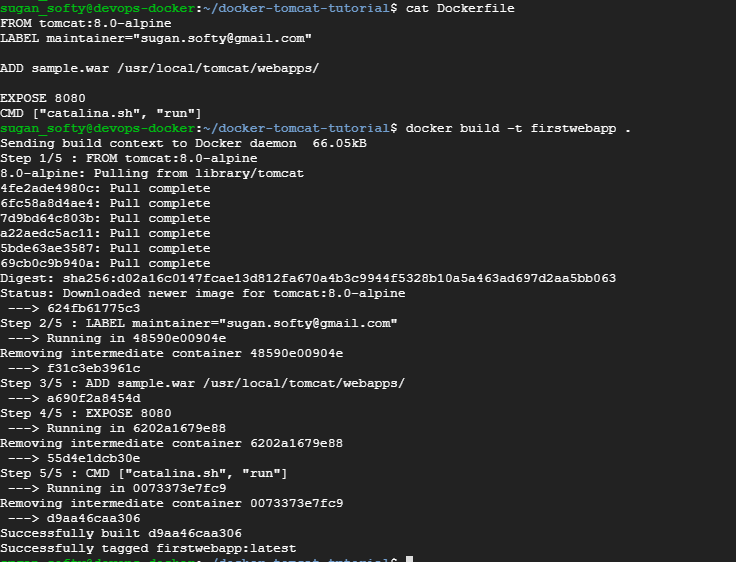 sugan_softy@devops-docker:~/docker-tomcat-tutorial$ cat Dockerfile
FROM tomcat:8.0-alpine
LABEL maintainer="sugan.softy@gmail.com"
ADD sample.war /usr/local/tomcat/webapps/
EXPOSE 8080
CMD ["catalina.sh", "run"]
sugan_softy@devops-docker:~/docker-tomcat-tutorial$ docker build -t firstwebapp .
Sending build context to Docker daemon  66.05kB
Step 1/5 : FROM tomcat:8.0-alpine
8.0-alpine: Pulling from library/tomcat
4fe2ade4980c: Pull complete
6fc58a8d4ae4: Pull complete
7d9bd64c803b: Pull complete
a22aedc5ac11: Pull complete
5bde63ae3587: Pull complete
69cb0c9b940a: Pull complete
Digest: sha256:d02a16c0147fcae13d812fa670a4b3c9944f5328b10a5a463ad697d2aa5bb063
Status: Downloaded newer image for tomcat:8.0-alpine
 ---> 624fb61775c3
Step 2/5 : LABEL maintainer="sugan.softy@gmail.com"
 ---> Running in 48590e00904e
Removing intermediate container 48590e00904e
 ---> f31c3eb3961c
Step 3/5 : ADD sample.war /usr/local/tomcat/webapps/
 ---> a690f2a8454d
Step 4/5 : EXPOSE 8080
 ---> Running in 6202a1679e88
Removing intermediate container 6202a1679e88
 ---> 55d4e1dcb30e
Step 5/5 : CMD ["catalina.sh", "run"]
 ---> Running in 0073373e7fc9
Removing intermediate container 0073373e7fc9
 ---> d9aa46caa306
Successfully built d9aa46caa306
Successfully tagged firstwebapp:latest
sugan_softy@devops-docker:~/docker-tomcat-tutorial$